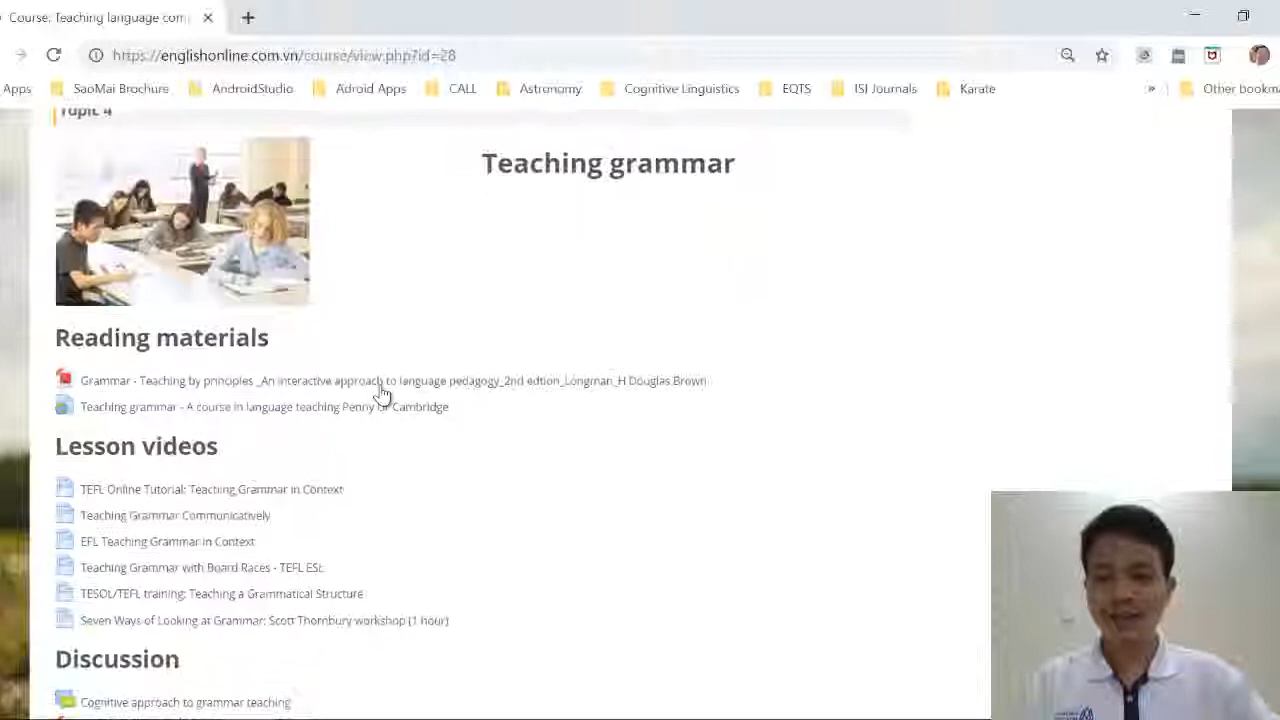 Course: Teaching language com
https://englishonline.com.vn/course/view.php?id=28
Apps SaoMai Brochure AndroidStudio Adroid Apps CALL Astronomy Cognitive Linguistics EQTS ISI Journals Karate » Other bookma
Topic 4
Teaching grammar
Reading materials
Grammar - Teaching by principles _An interactive approach to language pedagogy_2nd edtion_Longman_H Douglas Brown
Teaching grammar - A course in language teaching Penny Ur Cambridge
Lesson videos
TEFL Online Tutorial: Teaching Grammar in Context
Teaching Grammar Communicatively
EFL Teaching Grammar in Context
Teaching Grammar with Board Races - TEFL ESL
TESOL/TEFL training: Teaching a Grammatical Structure
Seven Ways of Looking at Grammar: Scott Thornbury workshop (1 hour)
Discussion
Cognitive approach to grammar teaching